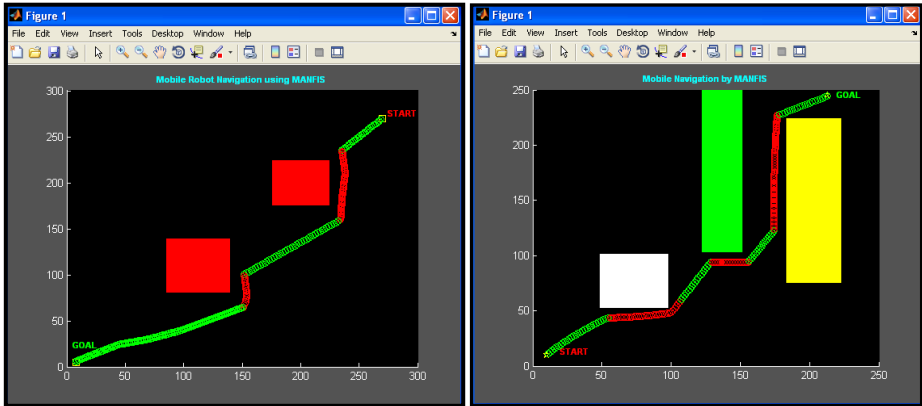 Figure 1
File Edit View Insert Tools Desktop Window Help
Mobile Robot Navigation using MANFIS
300
250
200
150
100
50
0
0 50 100 150 200 250 300
START
GOAL
Figure 1
File Edit View Insert Tools Desktop Window Help
Mobile Navigation by MANFIS
250
200
150
100
50
0
0 50 100 150 200 250
GOAL
START